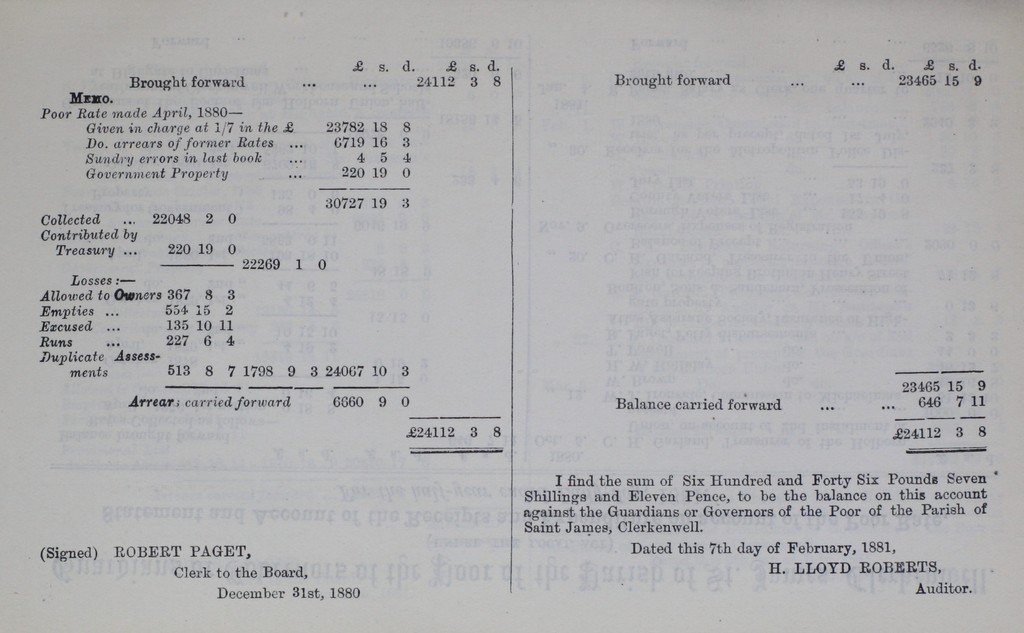 £ s. d. £ s. d.
Brought forward ... ... 24112 3 8
MEMO.
Poor Rate made April, 1880—
Given in charge at 1/7 in the £ 23782 18 8
Do. arrears of former Rates ... 6719 16 3
Sundry errors in last book ... 4 5 4
Government Property ... 220 19 0
30727 19 3
Collected ... 22048 2 0
Contributed by
Treasury ... 220 19 0
22269 1 0
Losses:—
Allowed to Owners 367 8 3
Empties ... 554 15 2
Excused ... 135 10 11
Runs ... 227 6 4
Duplicate Assess-
ments 513 8 7 1798 9 3 24067 10 3
Arrears carried forward 6660 9 0
£24112 3 8
(Signed) ROBERT PAGET,
Clerk to the Board,
December 31st, 1880
£ s. d. £ s. d.
Brought forward ... ... 23465 15 9
23465 15 9
Balance carried forward ... ... 646 7 11
£24112 3 8
I find the sum of Six Hundred and Forty Six Pounds Seven
Shillings and Eleven Pence, to be the balance on this account
against the Guardians or Governors of the Poor of the Parish of
Saint James, Clerkenwell.
Dated this 7th day of February, 1881,
H. LLOYD ROBERTS,
Auditor.